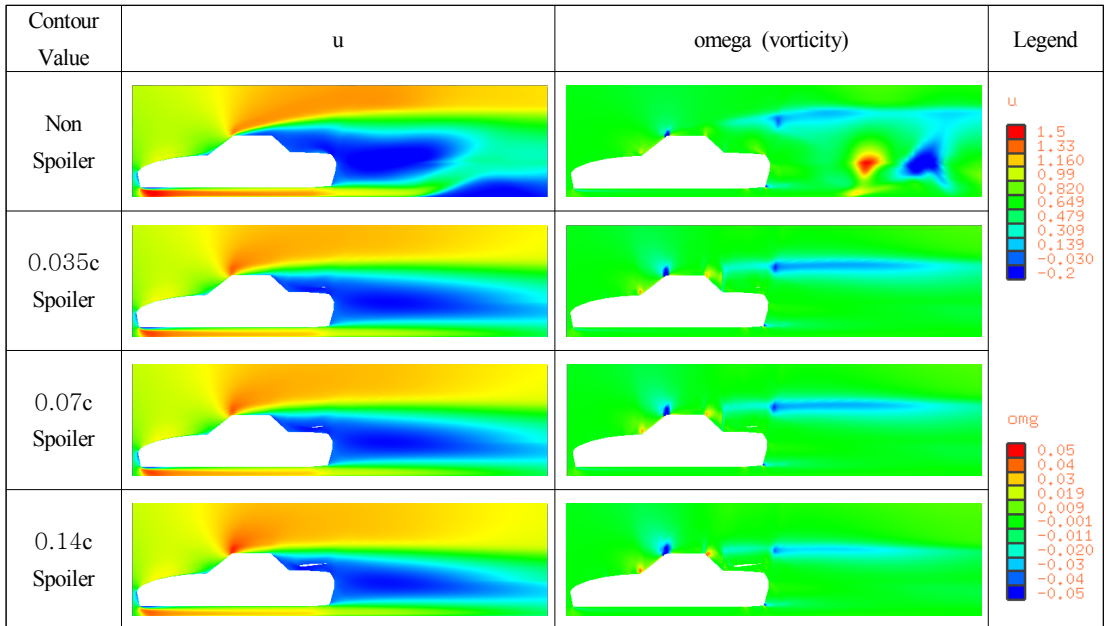 Contour
Value
u
omega (vorticity)
Legend
Non
Spoiler
0.035c
Spoiler
0.07c
Spoiler
0.14c
Spoiler
u
1.5
1.33
1.160
0.99
0.820
0.649
0.479
0.309
0.139
-0.030
-0.2
omg
0.05
0.04
0.03
0.019
0.009
-0.001
-0.011
-0.020
-0.03
-0.04
-0.05